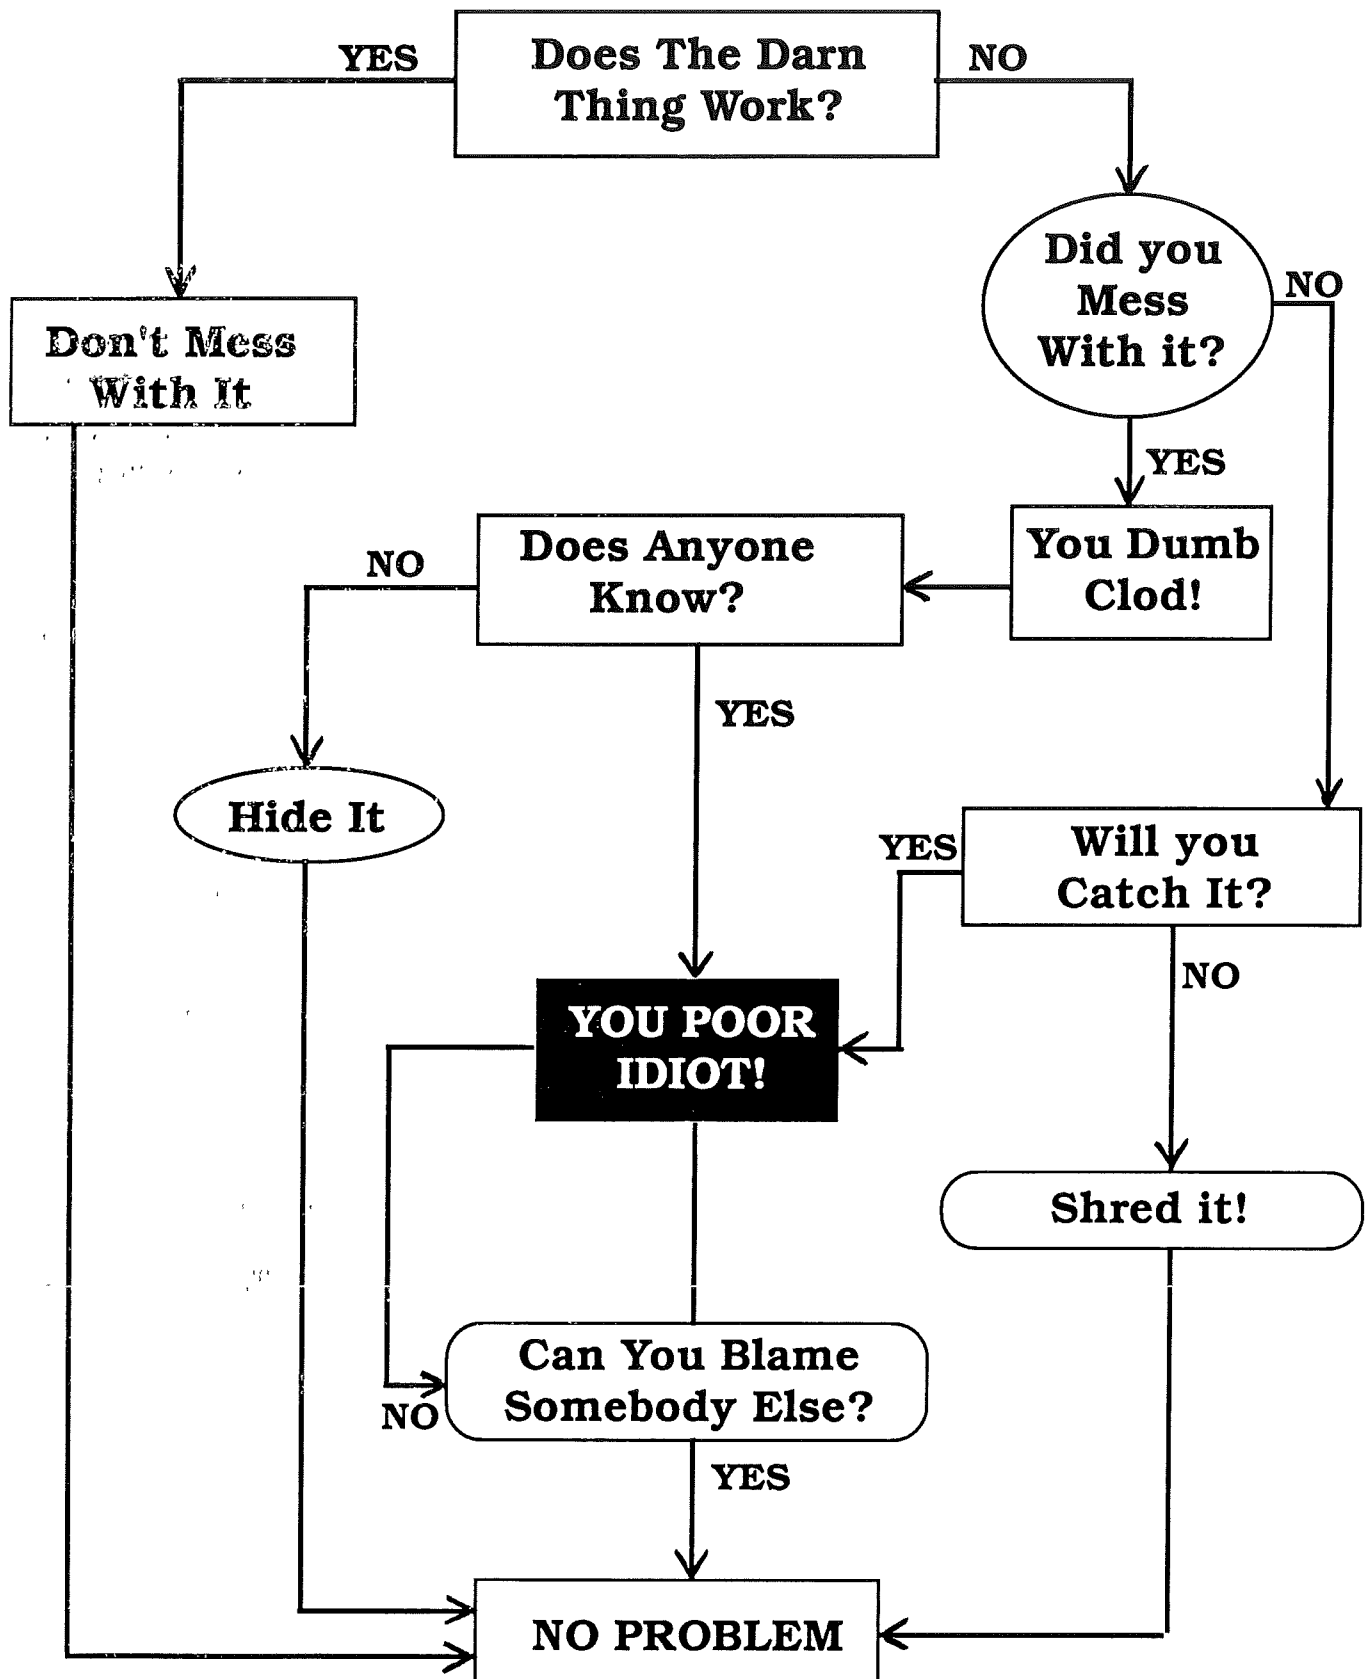 YES
Does The Darn
Thing Work?
NO
Did you
Mess
With it?
NO
Don't Mess
With It
YES
You Dumb
Clod!
Does Anyone
Know?
NO
YES
Hide It
Will you
Catch It?
YES
NO
YOU POOR
IDIOT!
Shred it!
Can You Blame
Somebody Else?
NO
YES
NO PROBLEM